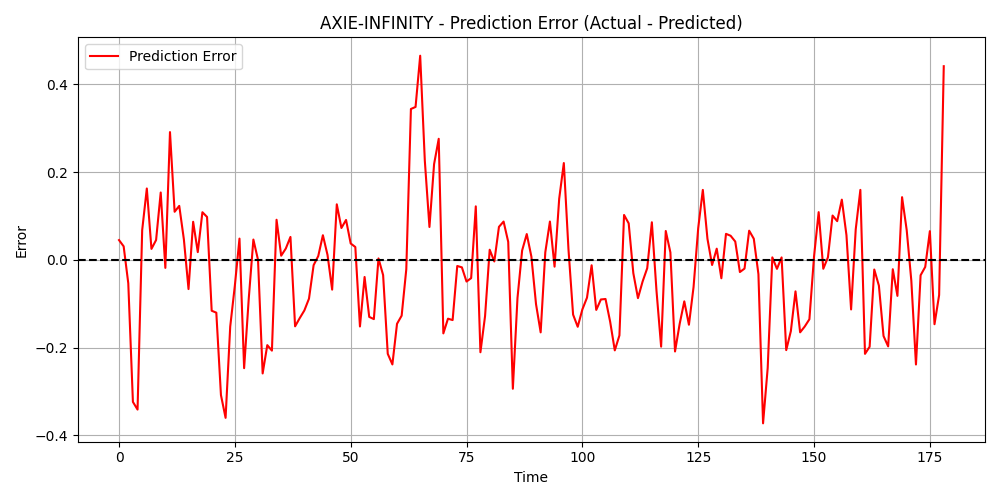 AXIE-INFINITY - Prediction Error (Actual - Predicted)
Prediction Error
Error
0.4
0.2
0.0
−0.2
−0.4
0 25 50 75 100 125 150 175
Time